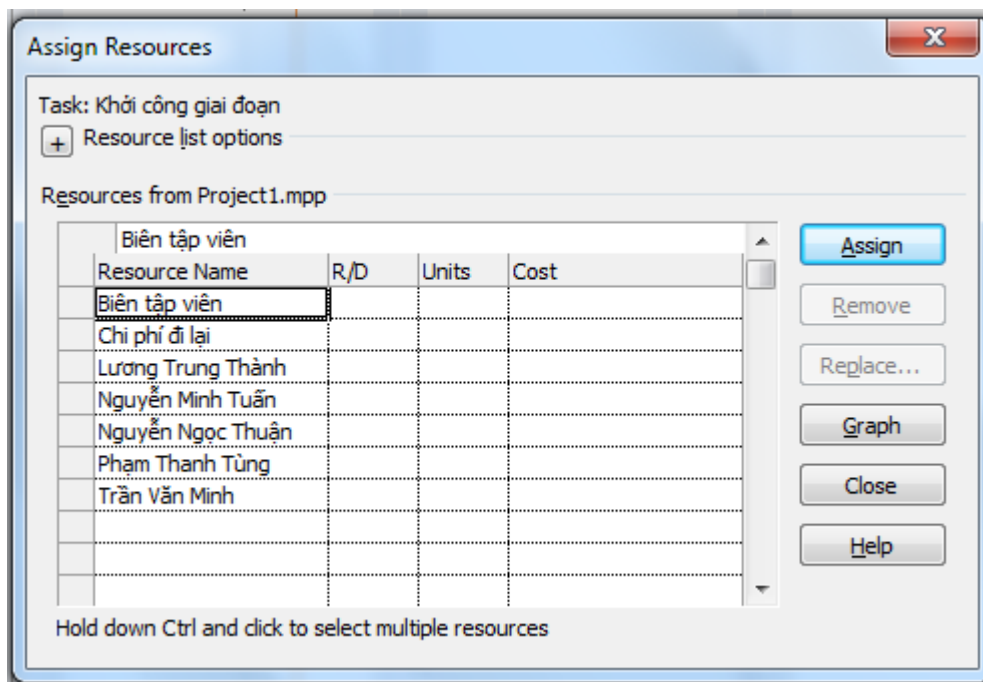 Assign Resources
Task: Khởi công giai đoạn
+ Resource list options
Resources from Project1.mpp
Biên tập viên
Resource Name R/D Units Cost
Biên tập viên
Chi phí đi lại
Lương Trung Thành
Nguyễn Minh Tuấn
Nguyễn Ngọc Thuận
Phạm Thanh Tùng
Trần Văn Minh
Assign
Remove
Replace...
Graph
Close
Help
Hold down Ctrl and click to select multiple resources